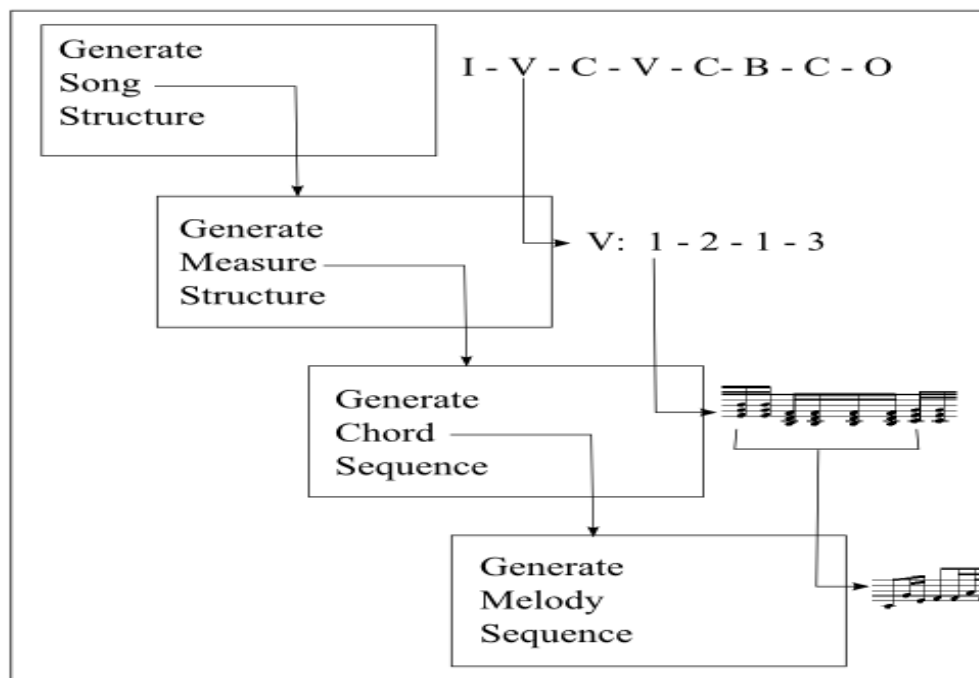 Generate
Song
Structure
I - V - C - V - C - B - C - O
Generate
Measure
Structure
V: 1 - 2 - 1 - 3
Generate
Chord
Sequence
Generate
Melody
Sequence